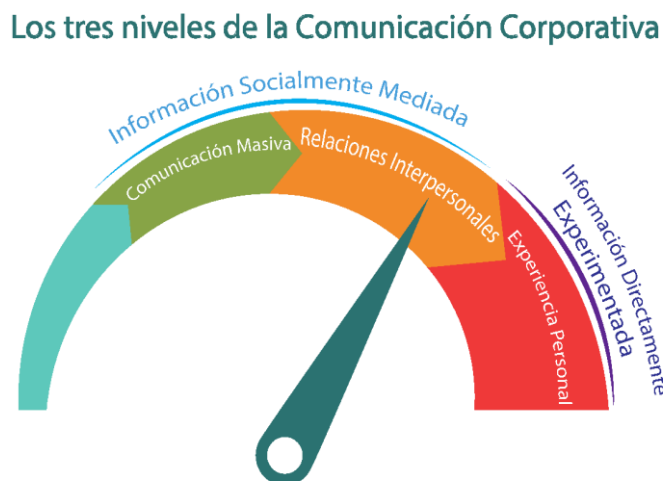 Los tres niveles de la Comunicación Corporativa
Información Socialmente Mediada
Comunicación Masiva
Relaciones Interpersonales
Experiencia Personal
Información Directamente
Experimentada